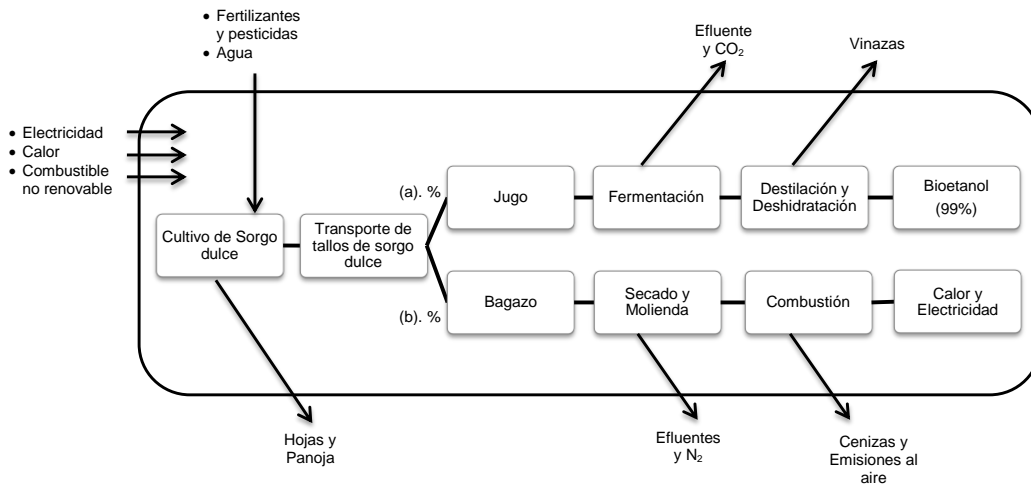 • Fertilizantes
y pesticidas
• Agua
Efluente
y CO₂
Vinazas
• Electricidad
• Calor
• Combustible
no renovable
(a). %
Jugo
Fermentación
Destilación y
Deshidratación
Bioetanol
(99%)
Cultivo de Sorgo
dulce
Transporte de
tallos de sorgo
dulce
(b). %
Bagazo
Secado y
Molienda
Combustión
Calor y
Electricidad
Hojas y
Panoja
Efluentes
y N₂
Cenizas y
Emisiones al
aire